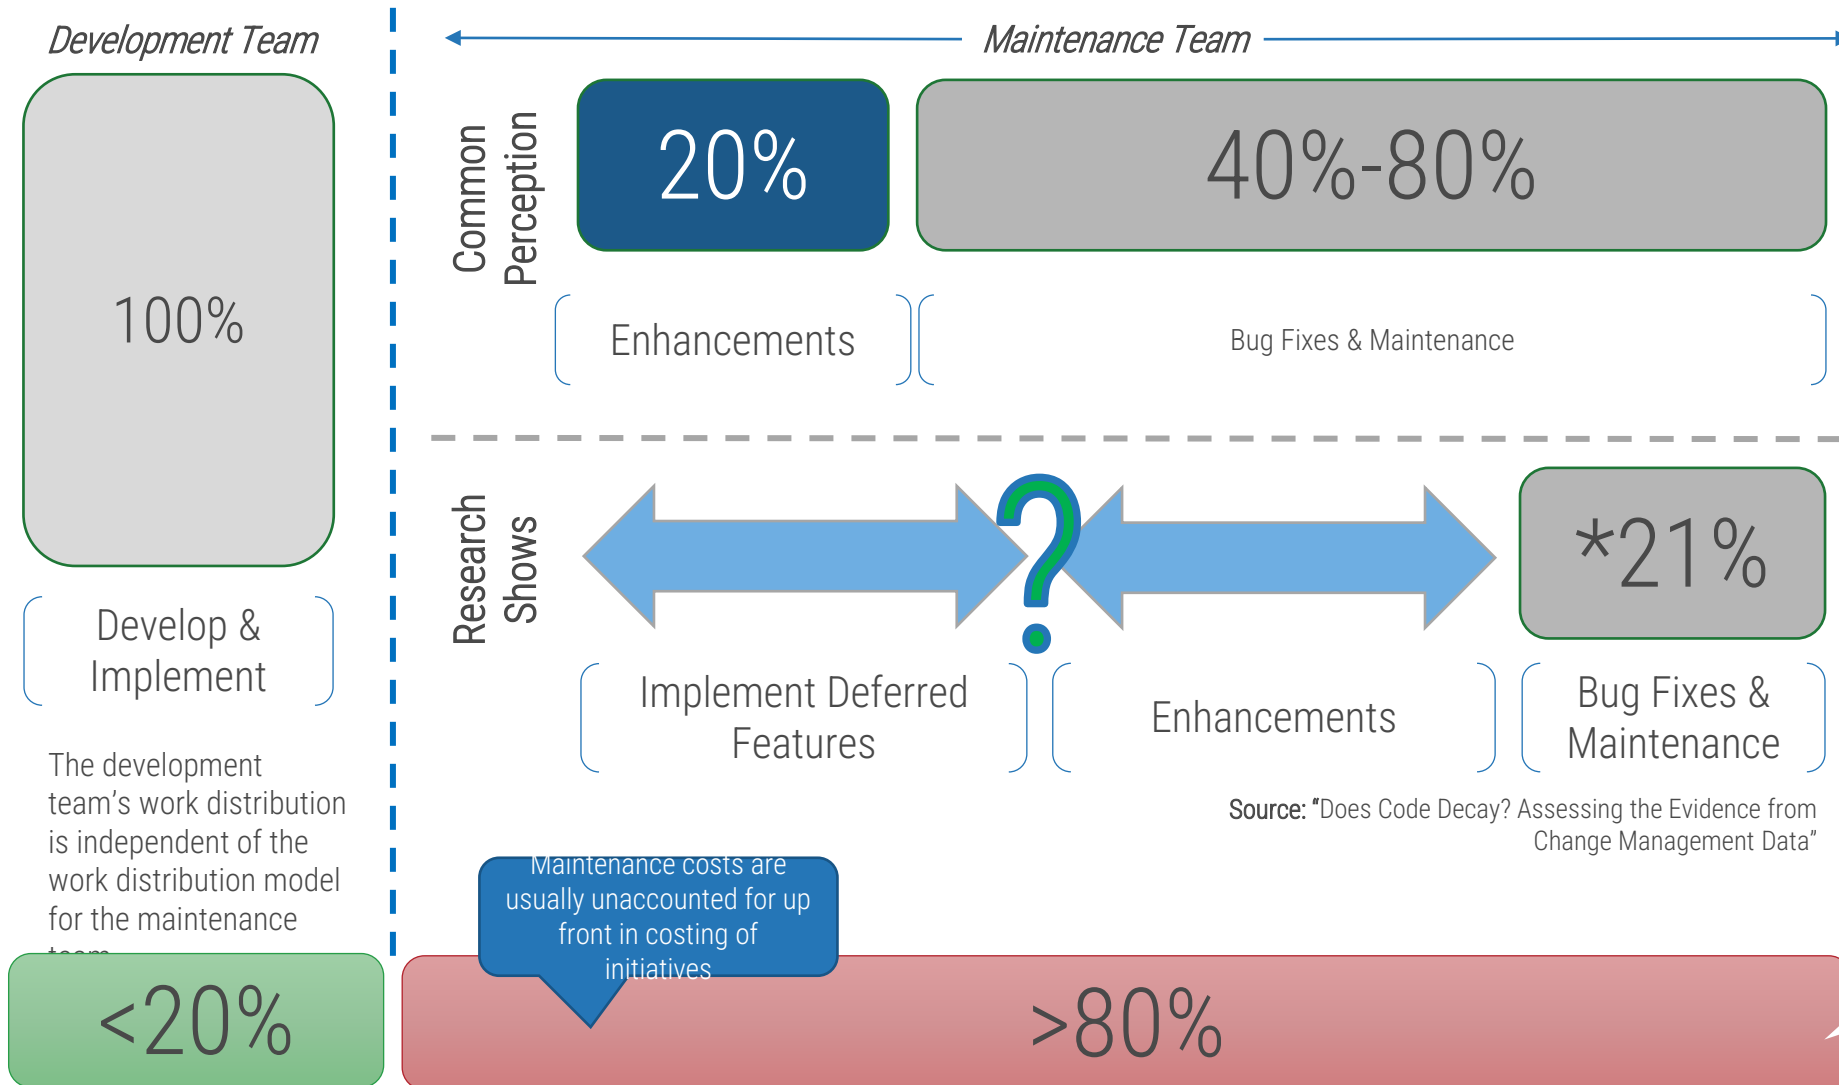 Development Team
100%
Develop &
Implement
The development
team's work distribution
is independent of the
work distribution model
for the maintenance
<20%
Maintenance Team
Common
Perception
20%
40%-80%
Enhancements
Bug Fixes & Maintenance
Research
Shows
?
*21%
Implement Deferred
Features
Enhancements
Bug Fixes &
Maintenance
Source: "Does Code Decay? Assessing the Evidence from
Change Management Data"
Maintenance costs are
usually unaccounted for up
front in costing of
initiatives
>80%